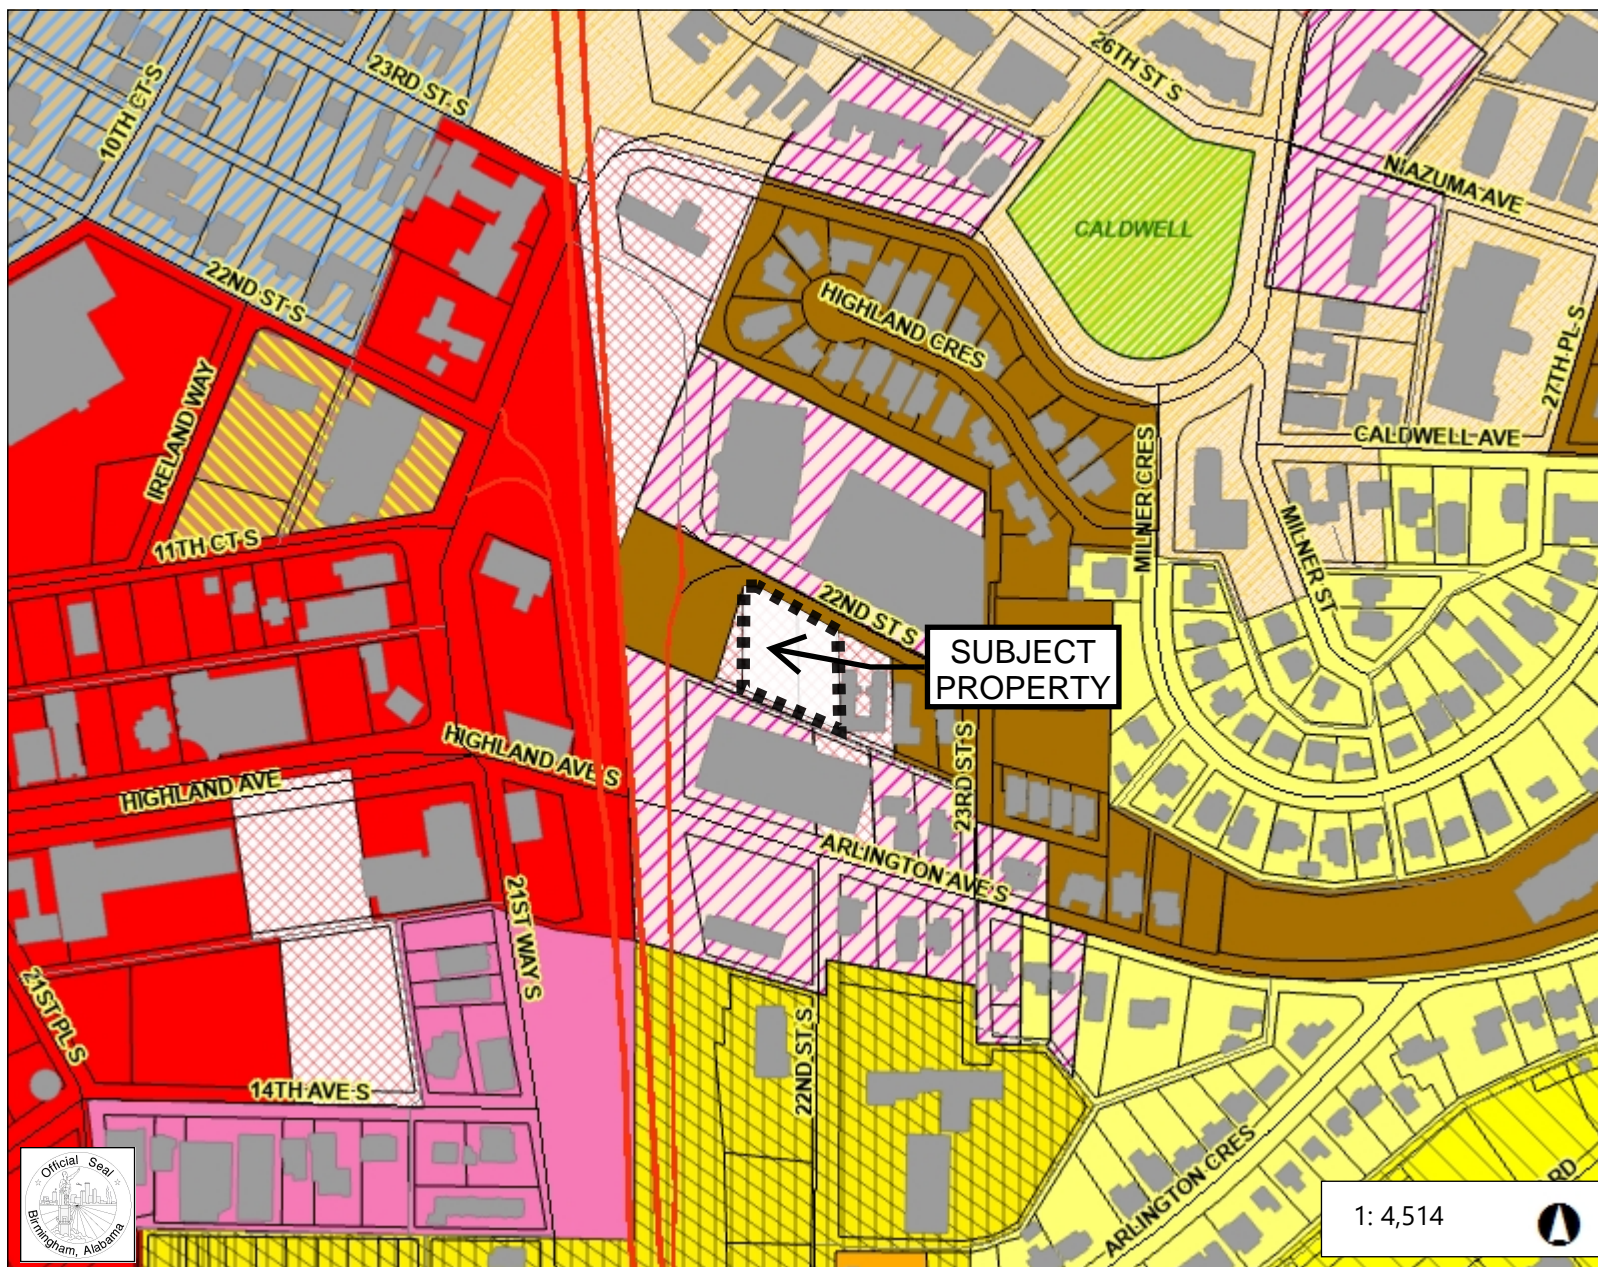 26TH ST S
23RD ST S
10TH CT S
NIAZUMA AVE
CALDWELL
22ND ST S
HIGHLAND CRES
27TH PL S
IRELAND WAY
CALDWELL AVE
MILNER CRES
MILNER ST
11TH CT S
22ND ST S
SUBJECT
PROPERTY
HIGHLAND AVE S
23RD ST S
HIGHLAND AVE
ARLINGTON AVE S
21ST WAY S
21ST PL S
22ND ST S
14TH AVE S
ARLINGTON CRES
RD
Official Seal
Birmingham, Alabama
1: 4,514